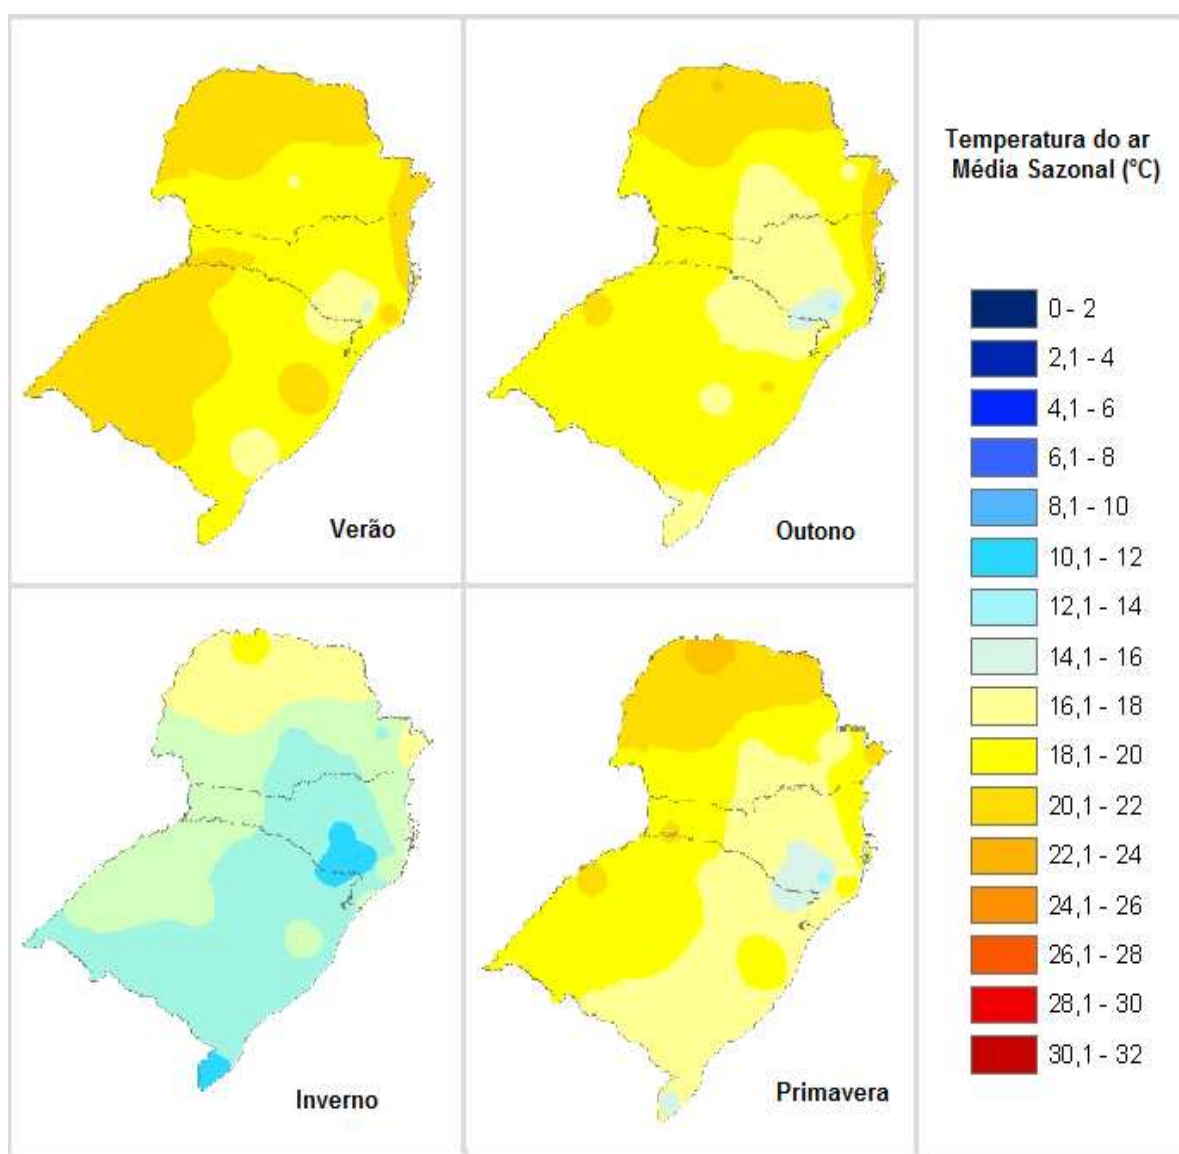 Temperatura do ar
Média Sazonal (°C)
0 - 2
2,1 - 4
4,1 - 6
6,1 - 8
8,1 - 10
10,1 - 12
12,1 - 14
14,1 - 16
16,1 - 18
18,1 - 20
20,1 - 22
22,1 - 24
24,1 - 26
26,1 - 28
28,1 - 30
30,1 - 32
Verão
Outono
Inverno
Primavera